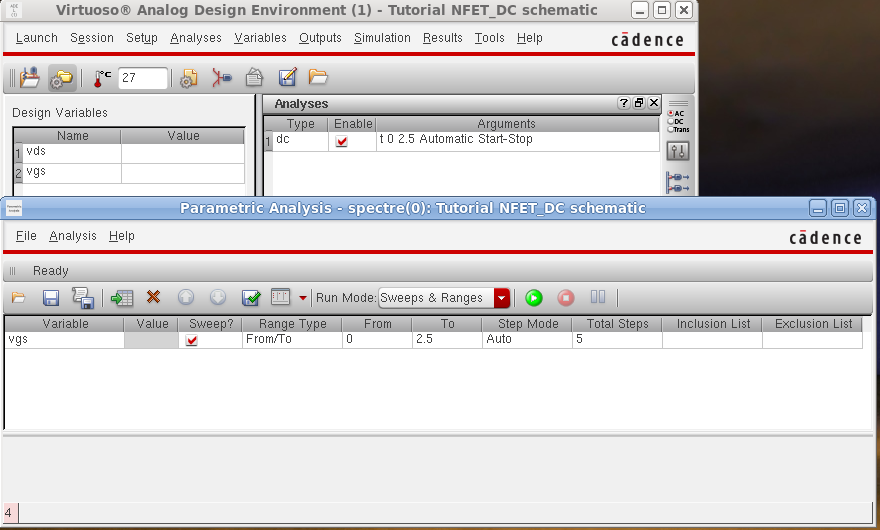 Virtuoso® Analog Design Environment (1) - Tutorial NFET_DC schematic
Launch Session Setup Analyses Variables Outputs Simulation Results Tools Help
cādence
°C 27
Design Variables
Name Value
1 vds
2 vgs
Analyses
Type Enable Arguments
1 dc t 0 2.5 Automatic Start-Stop
AC
DC
Trans
Parametric Analysis - spectre(0): Tutorial NFET_DC schematic
File Analysis Help
cādence
Ready
Run Mode: Sweeps & Ranges
Variable Value Sweep? Range Type From To Step Mode Total Steps Inclusion List Exclusion List
vgs From/To 0 2.5 Auto 5
4